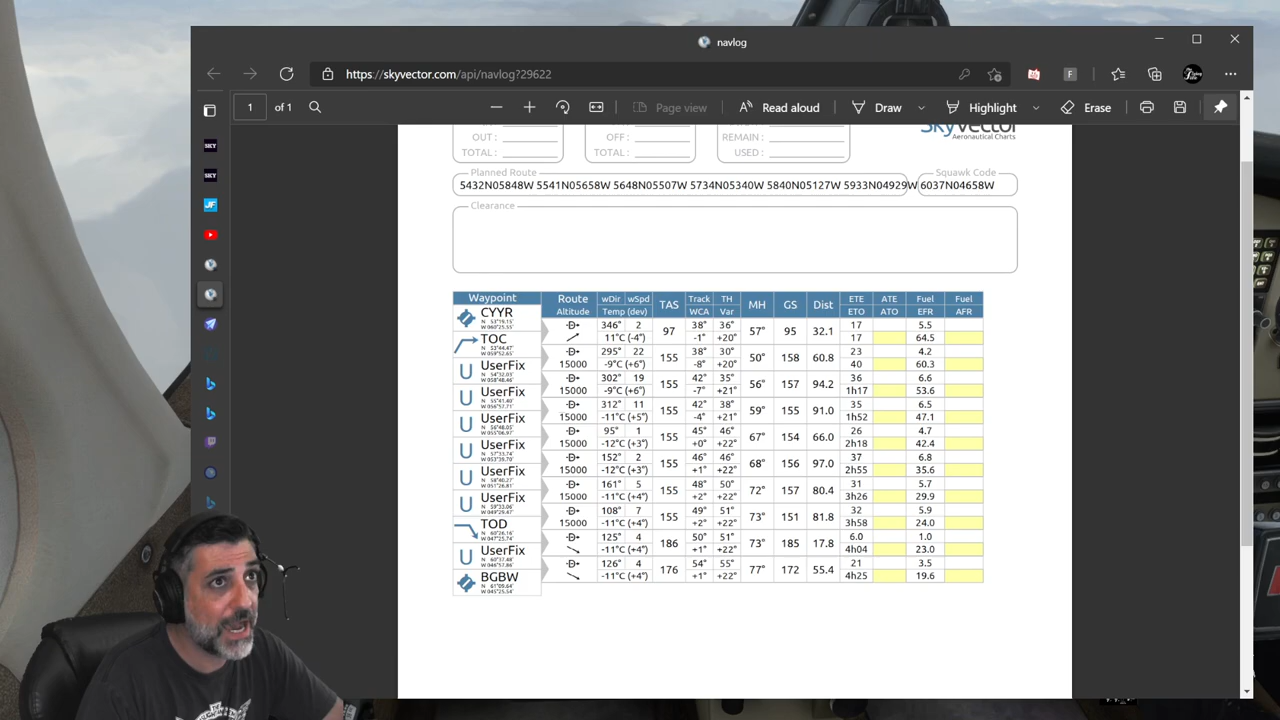 navlog
https://skyvector.com/api/navlog?29622
1 of 1 Page view Read aloud Draw Highlight Erase
OUT : OFF : REMAIN : SkyVector
TOTAL : TOTAL : USED : Aeronautical Charts
Planned Route Squawk Code
5432N05848W 5541N05658W 5648N05507W 5734N05340W 5840N05127W 5933N04929W 6037N04658W
Clearance
Waypoint Route wDir wSpd TAS Track TH MH GS Dist ETE ATE Fuel Fuel
Altitude Temp (dev) WCA Var ETO ATO EFR AFR
CYYR
TOC
UserFix
UserFix
UserFix
UserFix
UserFix
UserFix
TOD
UserFix
BGBW
D 346° 2 97 38° 36° 57° 95 32.1 17 5.5
11°C (-4°) -1° +20° 17 64.5
D 295° 22 155 38° 30° 50° 158 60.8 23 4.2
15000 -9°C (+6°) -8° +20° 40 60.3
D 302° 19 155 42° 35° 56° 157 94.2 36 6.6
15000 -9°C (+6°) -7° +21° 1h17 53.6
D 312° 11 155 42° 38° 59° 155 91.0 35 6.5
15000 -11°C (+5°) -4° +21° 1h52 47.1
D 95° 1 155 45° 46° 67° 154 66.0 26 4.7
15000 -12°C (+3°) +0° +22° 2h18 42.4
D 152° 2 155 46° 46° 68° 156 97.0 37 6.8
15000 -12°C (+3°) +1° +22° 2h55 35.6
D 161° 5 155 48° 50° 72° 157 80.4 31 5.7
15000 -11°C (+4°) +2° +22° 3h26 29.9
D 108° 7 155 49° 51° 73° 151 81.8 32 5.9
15000 -11°C (+4°) +2° +22° 3h58 24.0
D 125° 4 186 50° 51° 73° 185 17.8 6.0 1.0
-11°C (+4°) +1° +22° 4h04 23.0
D 126° 4 176 54° 55° 77° 172 55.4 21 3.5
-11°C (+4°) +1° +22° 4h25 19.6
SKY
SKY
JF
F